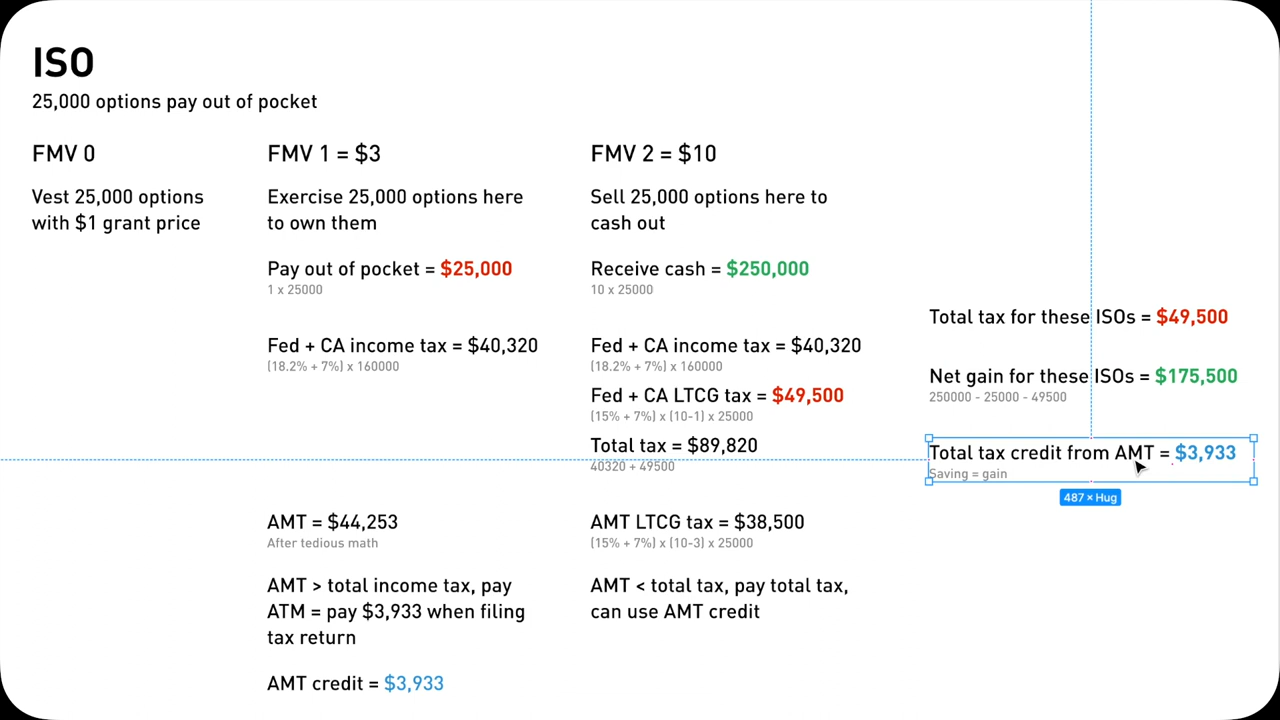 ISO
25,000 options pay out of pocket
FMV 0
Vest 25,000 options
with $1 grant price
FMV 1 = $3
Exercise 25,000 options here
to own them
Pay out of pocket = $25,000
1 x 25000
Fed + CA income tax = $40,320
(18.2% + 7%) x 160000
AMT = $44,253
After tedious math
AMT > total income tax, pay
ATM = pay $3,933 when filing
tax return
AMT credit = $3,933
FMV 2 = $10
Sell 25,000 options here to
cash out
Receive cash = $250,000
10 x 25000
Fed + CA income tax = $40,320
(18.2% + 7%) x 160000
Fed + CA LTCG tax = $49,500
(15% + 7%) x (10-1) x 25000
Total tax = $89,820
40320 + 49500
AMT LTCG tax = $38,500
(15% + 7%) x (10-3) x 25000
AMT < total tax, pay total tax,
can use AMT credit
Total tax for these ISOs = $49,500
Net gain for these ISOs = $175,500
250000 - 25000 - 49500
Total tax credit from AMT = $3,933
Saving = gain
487 × Hug